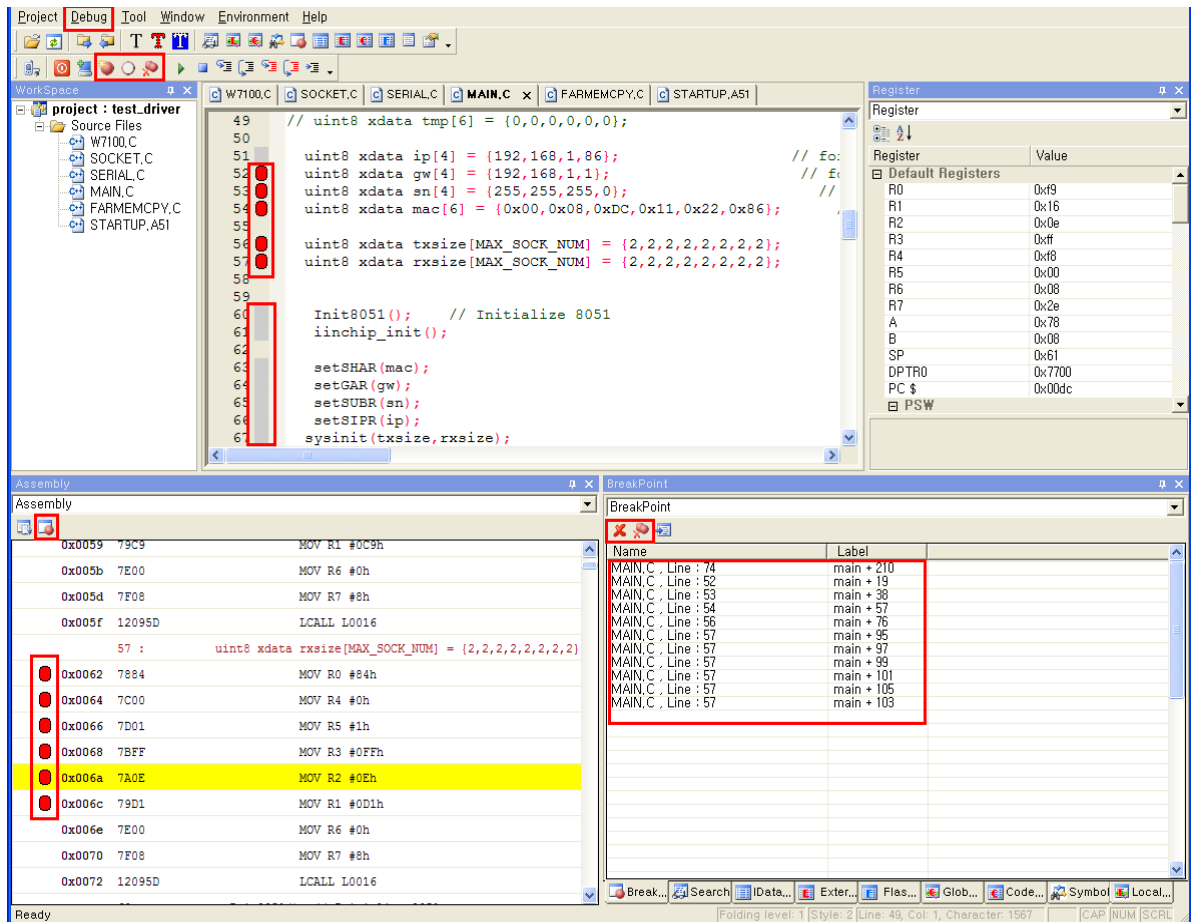 Project Debug Tool Window Environment Help
T T T
WorkSpace
project : test_driver
Source Files
W7100,C
SOCKET,C
SERIAL,C
MAIN,C
FARMEMCPY,C
STARTUP,A51
W7100,C SOCKET,C SERIAL,C MAIN,C x FARMEMCPY,C STARTUP,A51
49 // uint8 xdata tmp[6] = {0,0,0,0,0,0};
50
51 uint8 xdata ip[4] = {192,168,1,86}; // fo
52 uint8 xdata gw[4] = {192,168,1,1}; // f
53 uint8 xdata sn[4] = {255,255,255,0}; //
54 uint8 xdata mac[6] = {0x00,0x08,0xDC,0x11,0x22,0x86};
55
56 uint8 xdata txsize[MAX_SOCK_NUM] = {2,2,2,2,2,2,2,2};
57 uint8 xdata rxsize[MAX_SOCK_NUM] = {2,2,2,2,2,2,2,2};
58
59
60 Init8051(); // Initialize 8051
61 iinchip_init();
62
63 setSHAR(mac);
64 setGAR(gw);
65 setSUBR(sn);
66 setSIPR(ip);
67 sysinit(txsize,rxsize);
Register
Register
Register Value
Default Registers
R0 0xf9
R1 0x16
R2 0x0e
R3 0xff
R4 0xf8
R5 0x00
R6 0x08
R7 0x2e
A 0x78
B 0x08
SP 0x61
DPTR0 0x7700
PC $ 0x00dc
PSW
Assembly
Assembly
0x0059 79C9 MOV R1 #0C9h
0x005b 7E00 MOV R6 #0h
0x005d 7F08 MOV R7 #8h
0x005f 12095D LCALL L0016
57 : uint8 xdata rxsize[MAX_SOCK_NUM] = {2,2,2,2,2,2,2,2}
0x0062 7884 MOV R0 #84h
0x0064 7C00 MOV R4 #0h
0x0066 7D01 MOV R5 #1h
0x0068 7BFF MOV R3 #0FFh
0x006a 7A0E MOV R2 #0Eh
0x006c 79D1 MOV R1 #0D1h
0x006e 7E00 MOV R6 #0h
0x0070 7F08 MOV R7 #8h
0x0072 12095D LCALL L0016
BreakPoint
BreakPoint
Name Label
MAIN,C , Line : 74 main + 210
MAIN,C , Line : 52 main + 19
MAIN,C , Line : 53 main + 38
MAIN,C , Line : 54 main + 57
MAIN,C , Line : 56 main + 76
MAIN,C , Line : 57 main + 95
MAIN,C , Line : 57 main + 97
MAIN,C , Line : 57 main + 99
MAIN,C , Line : 57 main + 101
MAIN,C , Line : 57 main + 105
MAIN,C , Line : 57 main + 103
Break... Search IData... Exter... Flas... Glob... Code... Symbol Local...
Ready Folding level: 1 Style: 2 Line: 49, Col: 1, Character: 1567 CAP NUM SCRL